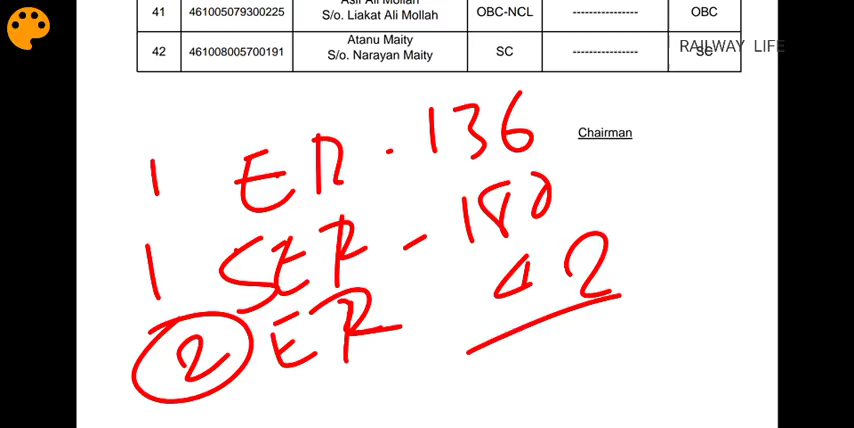 41 461005079300225 Asif Ali Mollah S/o. Liakat Ali Mollah OBC-NCL ---------------- OBC
42 461008005700191 Atanu Maity S/o. Narayan Maity SC ---------------- SC
RAILWAY LIFE
Chairman
1 ER - 136
1 SER - 180
2 ER 42